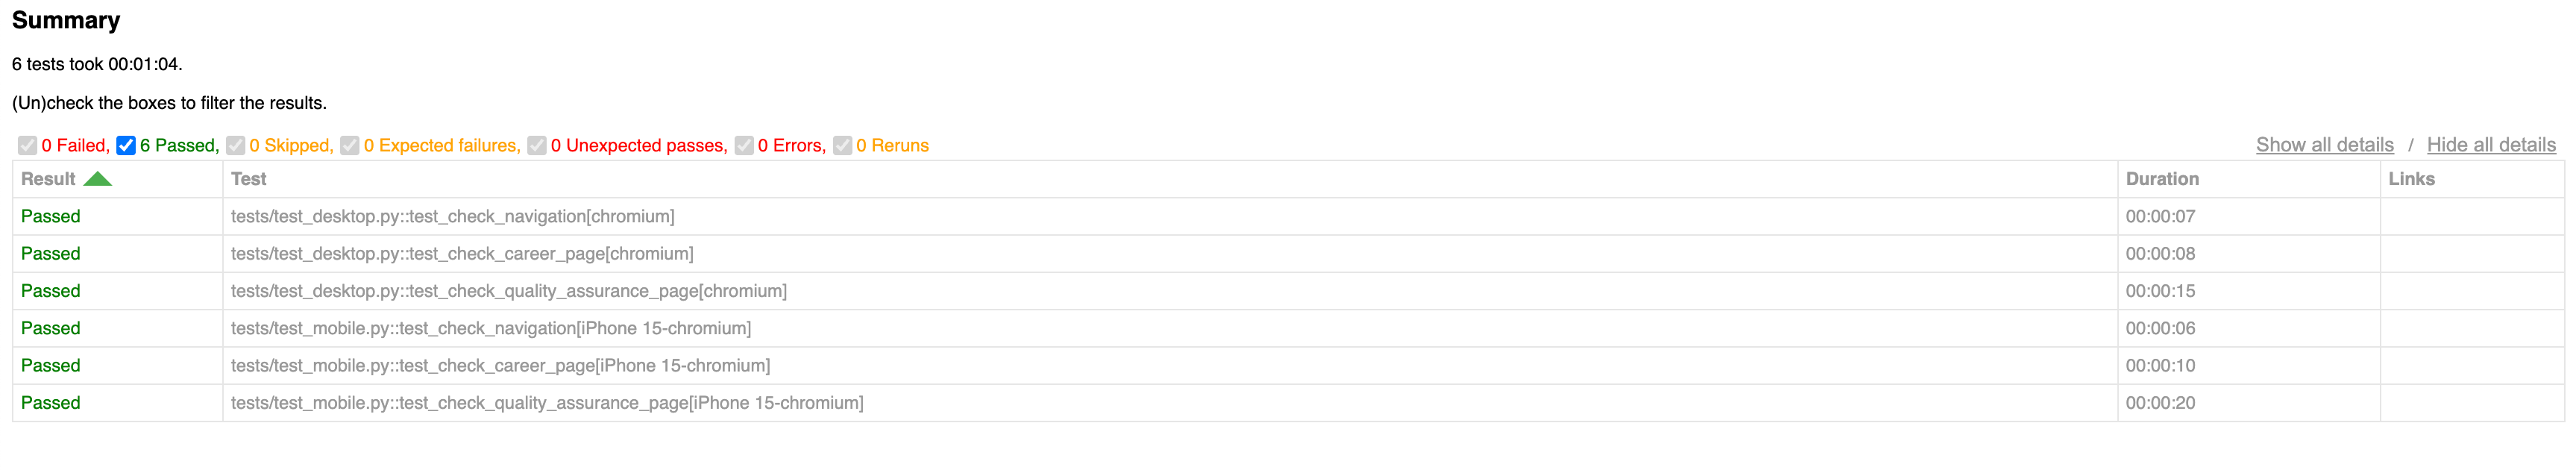 Summary
6 tests took 00:01:04.
(Un)check the boxes to filter the results.
0 Failed, 6 Passed, 0 Skipped, 0 Expected failures, 0 Unexpected passes, 0 Errors, 0 Reruns Show all details / Hide all details
Result Test Duration Links
Passed tests/test_desktop.py::test_check_navigation[chromium] 00:00:07
Passed tests/test_desktop.py::test_check_career_page[chromium] 00:00:08
Passed tests/test_desktop.py::test_check_quality_assurance_page[chromium] 00:00:15
Passed tests/test_mobile.py::test_check_navigation[iPhone 15-chromium] 00:00:06
Passed tests/test_mobile.py::test_check_career_page[iPhone 15-chromium] 00:00:10
Passed tests/test_mobile.py::test_check_quality_assurance_page[iPhone 15-chromium] 00:00:20